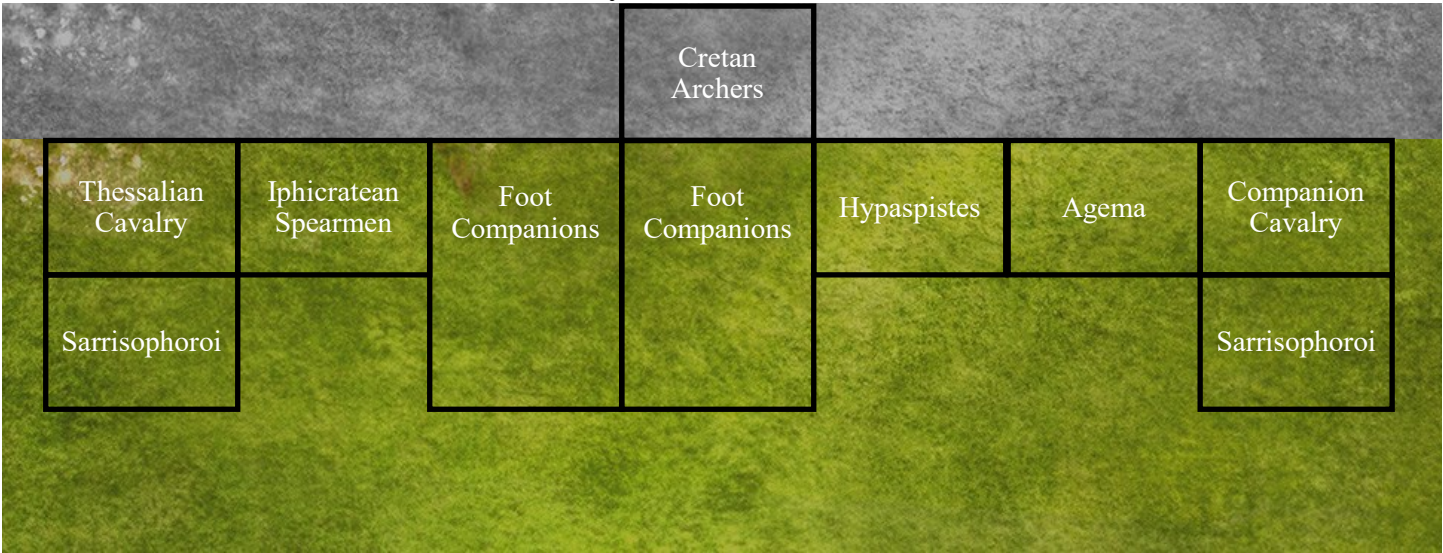 Cretan
Archers
Thessalian
Cavalry
Iphicratean
Spearmen
Foot
Companions
Foot
Companions
Hypaspistes
Agema
Companion
Cavalry
Sarrisophoroi
Sarrisophoroi